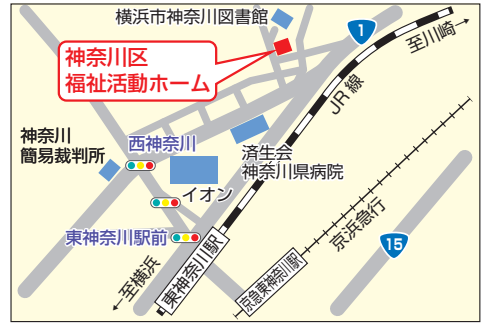 横浜市神奈川図書館
1
至川崎
神奈川区
福祉活動ホーム
JR線
神奈川
簡易裁判所
西神奈川
済生会
神奈川県病院
イオン
京浜急行
15
東神奈川駅前
東神奈川駅
京急東神奈川駅
至横浜